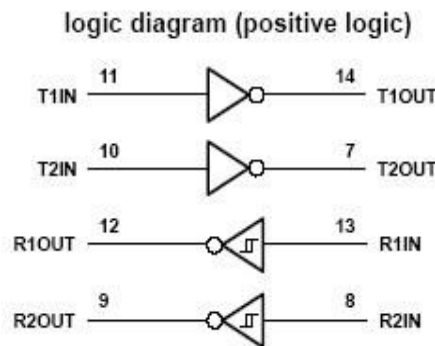 logic diagram (positive logic)
11 14
T1IN T1OUT
10 7
T2IN T2OUT
12 13
R1OUT R1IN
9 8
R2OUT R2IN